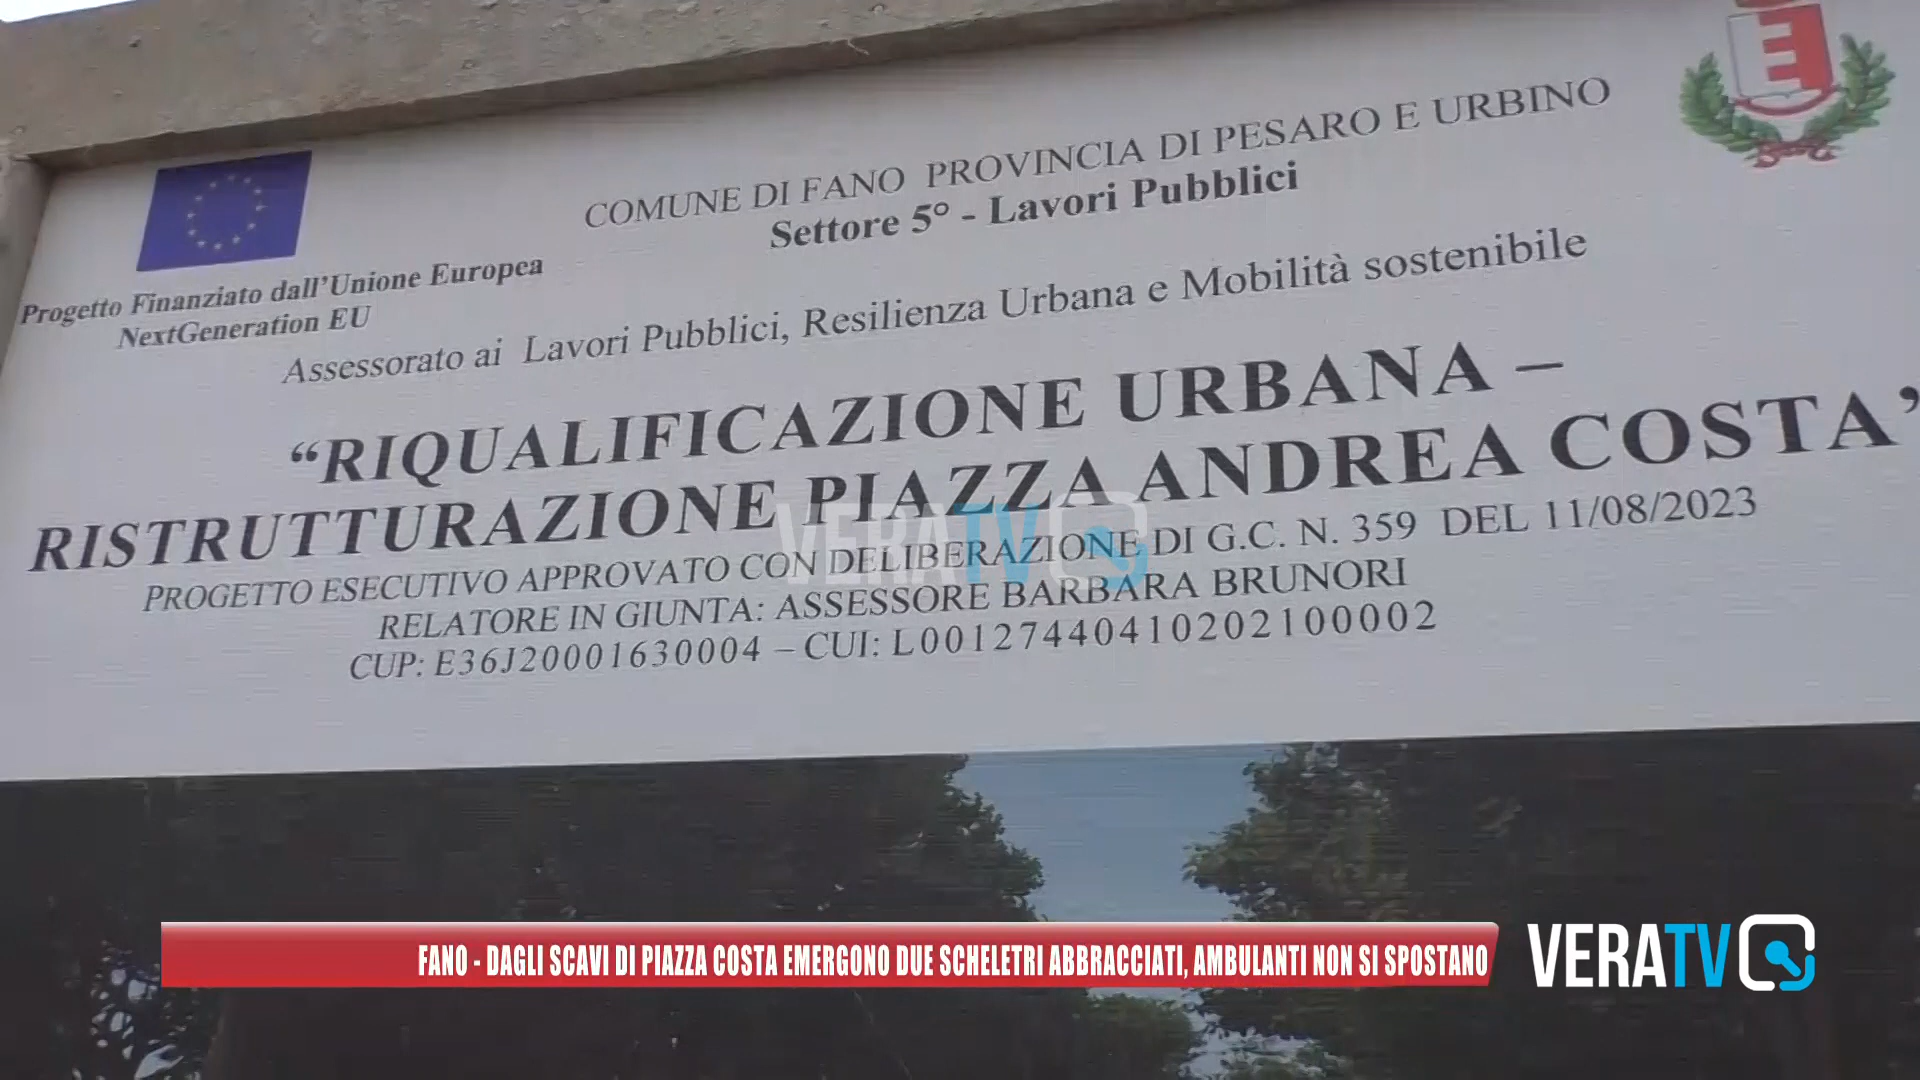 COMUNE DI FANO PROVINCIA DI PESARO E URBINO
Settore 5° - Lavori Pubblici
Progetto Finanziato dall'Unione Europea
NextGeneration EU
Assessorato ai Lavori Pubblici, Resilienza Urbana e Mobilità sostenibile
“RIQUALIFICAZIONE URBANA –
RISTRUTTURAZIONE PIAZZA ANDREA COSTA”
PROGETTO ESECUTIVO APPROVATO CON DELIBERAZIONE DI G.C. N. 359 DEL 11/08/2023
RELATORE IN GIUNTA: ASSESSORE BARBARA BRUNORI
CUP: E36J20001630004 – CUI: L00127440410202100002
VERATV
FANO - DAGLI SCAVI DI PIAZZA COSTA EMERGONO DUE SCHELETRI ABBRACCIATI, AMBULANTI NON SI SPOSTANO
VERATV